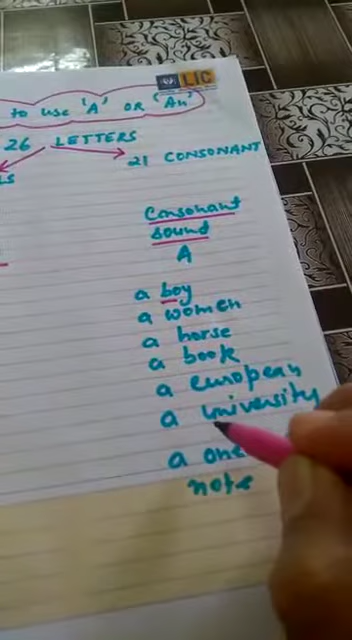 to use 'A' OR 'An'
LIC
26 LETTERS
21 CONSONANT
LS
Consonant
sound
A
a boy
a women
a horse
a book
a european
a university
a one
note